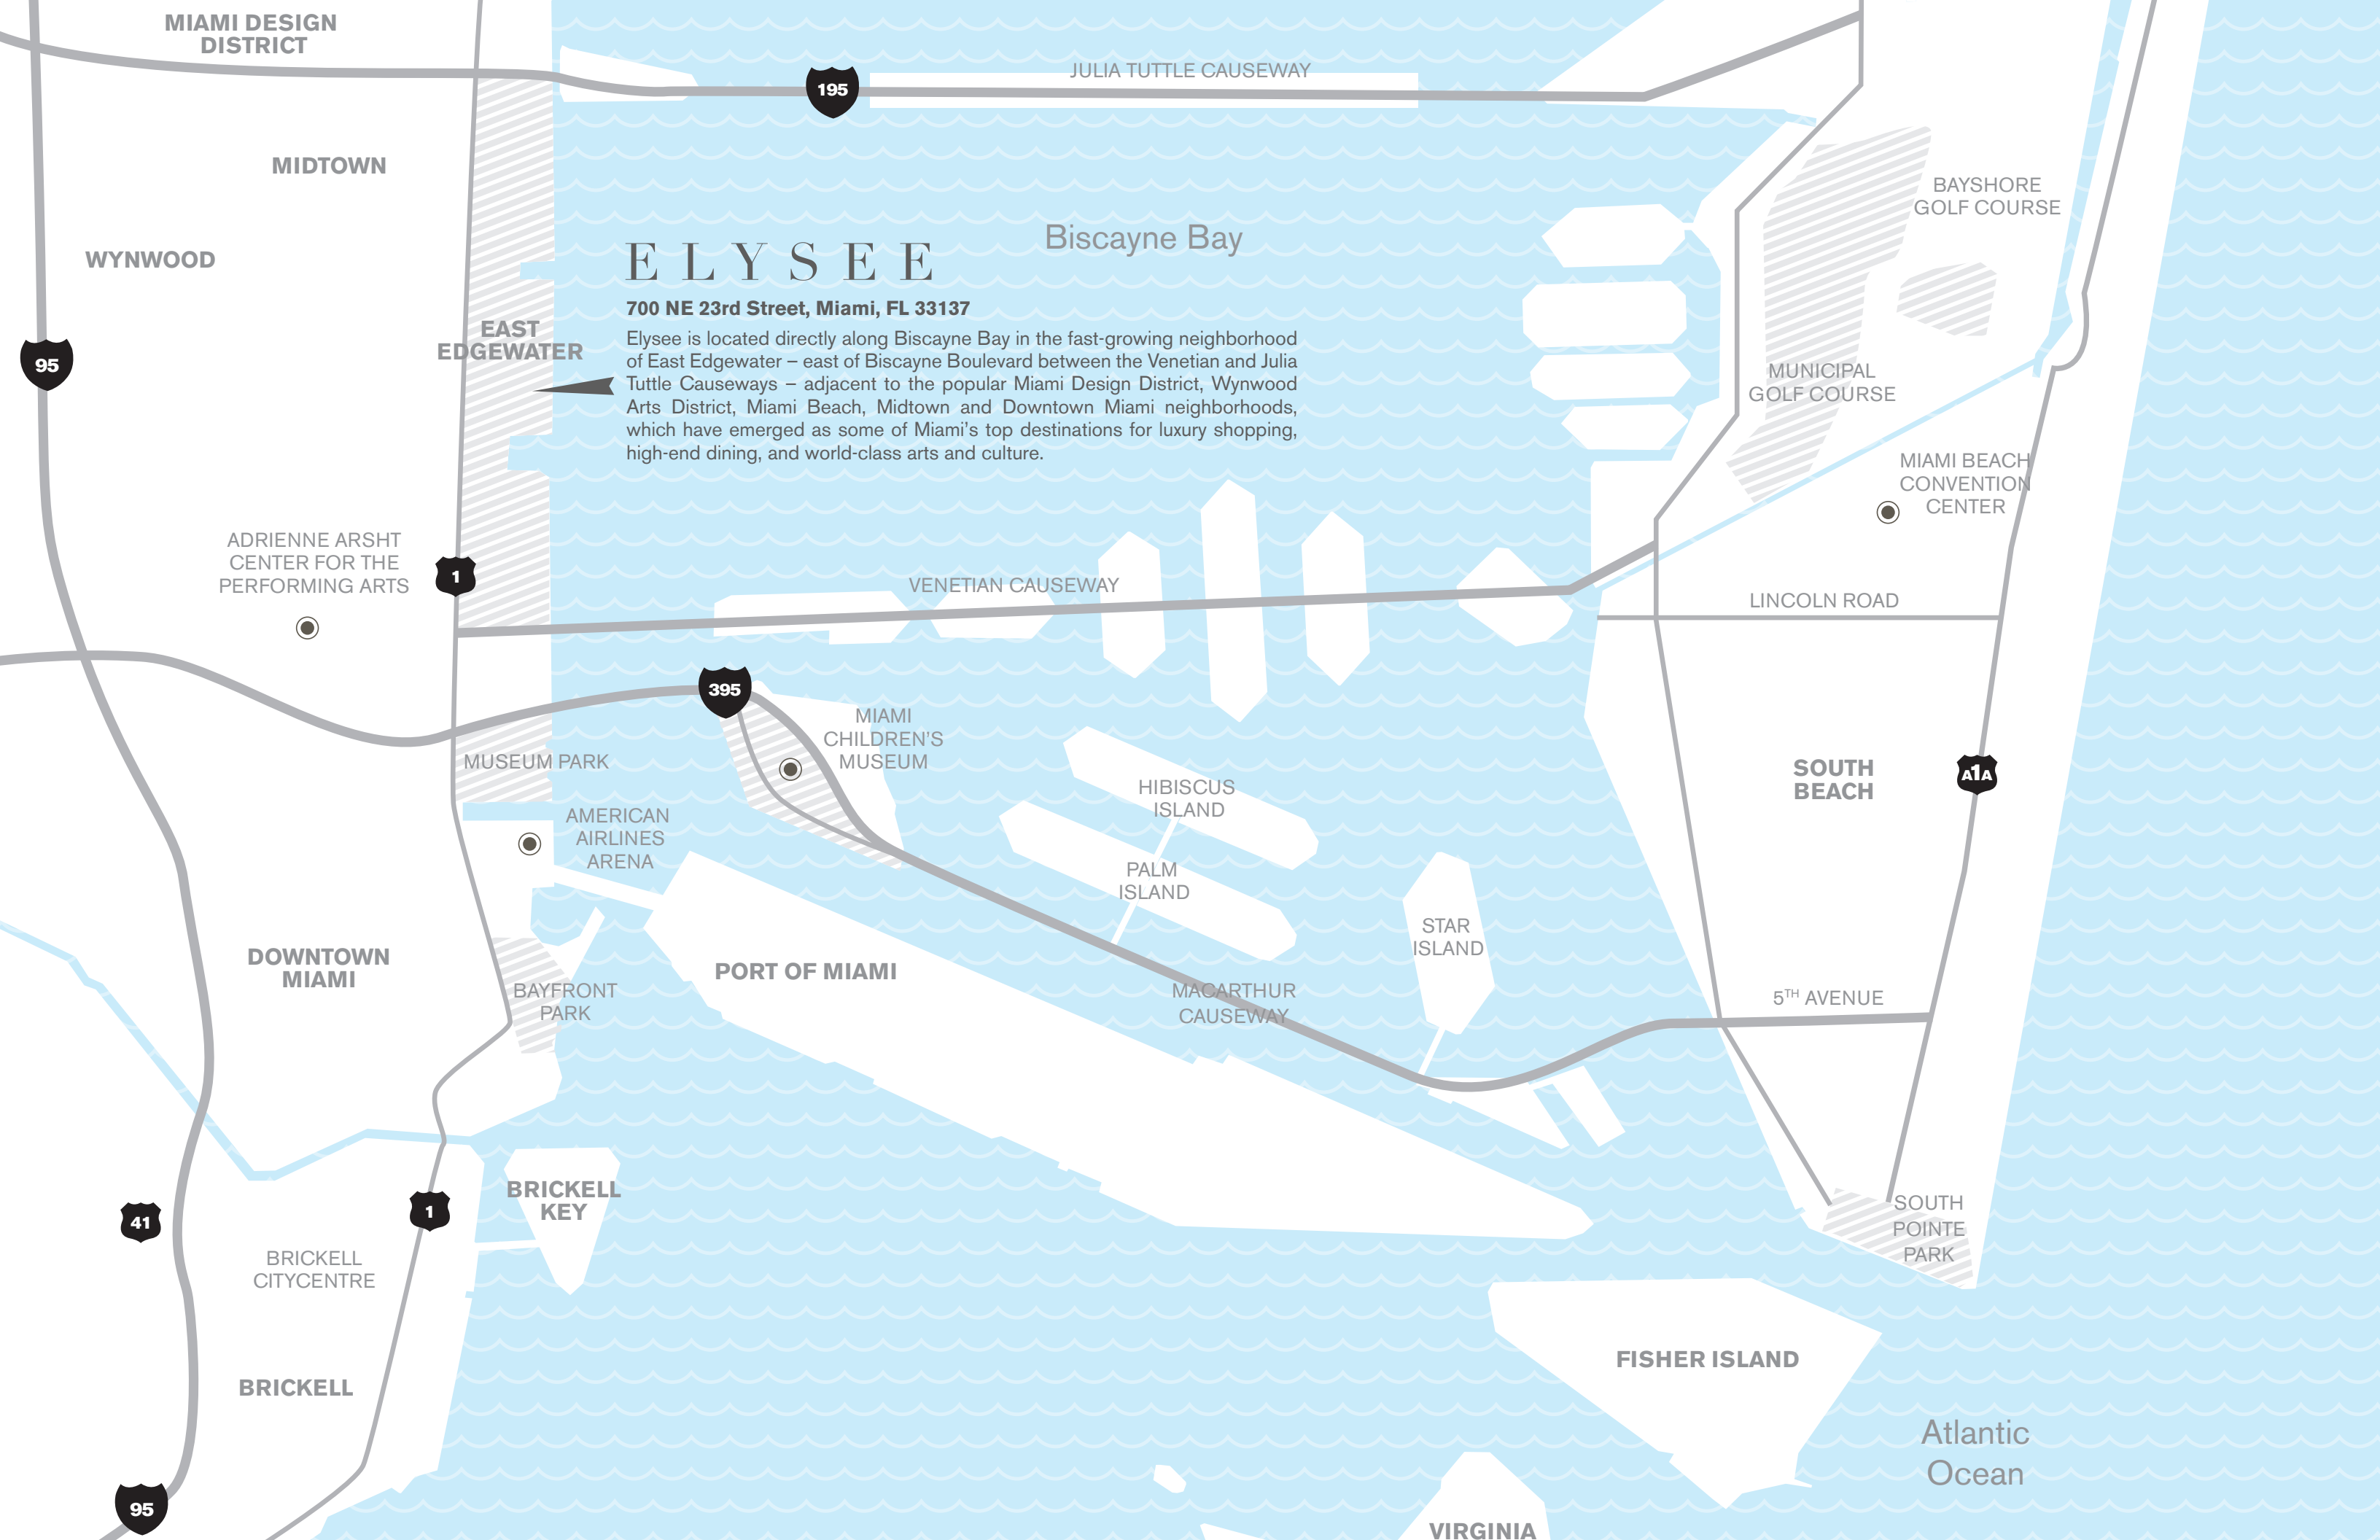 MIAMI DESIGN
DISTRICT
JULIA TUTTLE CAUSEWAY
195
MIDTOWN
BAYSHORE
GOLF COURSE
WYNWOOD
Biscayne Bay
ELYSEE
700 NE 23rd Street, Miami, FL 33137
Elysee is located directly along Biscayne Bay in the fast-growing neighborhood
of East Edgewater – east of Biscayne Boulevard between the Venetian and Julia
Tuttle Causeways – adjacent to the popular Miami Design District, Wynwood
Arts District, Miami Beach, Midtown and Downtown Miami neighborhoods,
which have emerged as some of Miami's top destinations for luxury shopping,
high-end dining, and world-class arts and culture.
EAST
EDGEWATER
95
MUNICIPAL
GOLF COURSE
MIAMI BEACH
CONVENTION
CENTER
ADRIENNE ARSHT
CENTER FOR THE
PERFORMING ARTS
1
VENETIAN CAUSEWAY
LINCOLN ROAD
395
MIAMI
CHILDREN'S
MUSEUM
MUSEUM PARK
HIBISCUS
ISLAND
SOUTH
BEACH
A1A
AMERICAN
AIRLINES
ARENA
PALM
ISLAND
STAR
ISLAND
DOWNTOWN
MIAMI
PORT OF MIAMI
BAYFRONT
PARK
MACARTHUR
CAUSEWAY
5TH AVENUE
BRICKELL
KEY
41
1
SOUTH
POINTE
PARK
BRICKELL
CITYCENTRE
FISHER ISLAND
BRICKELL
Atlantic
Ocean
95
VIRGINIA